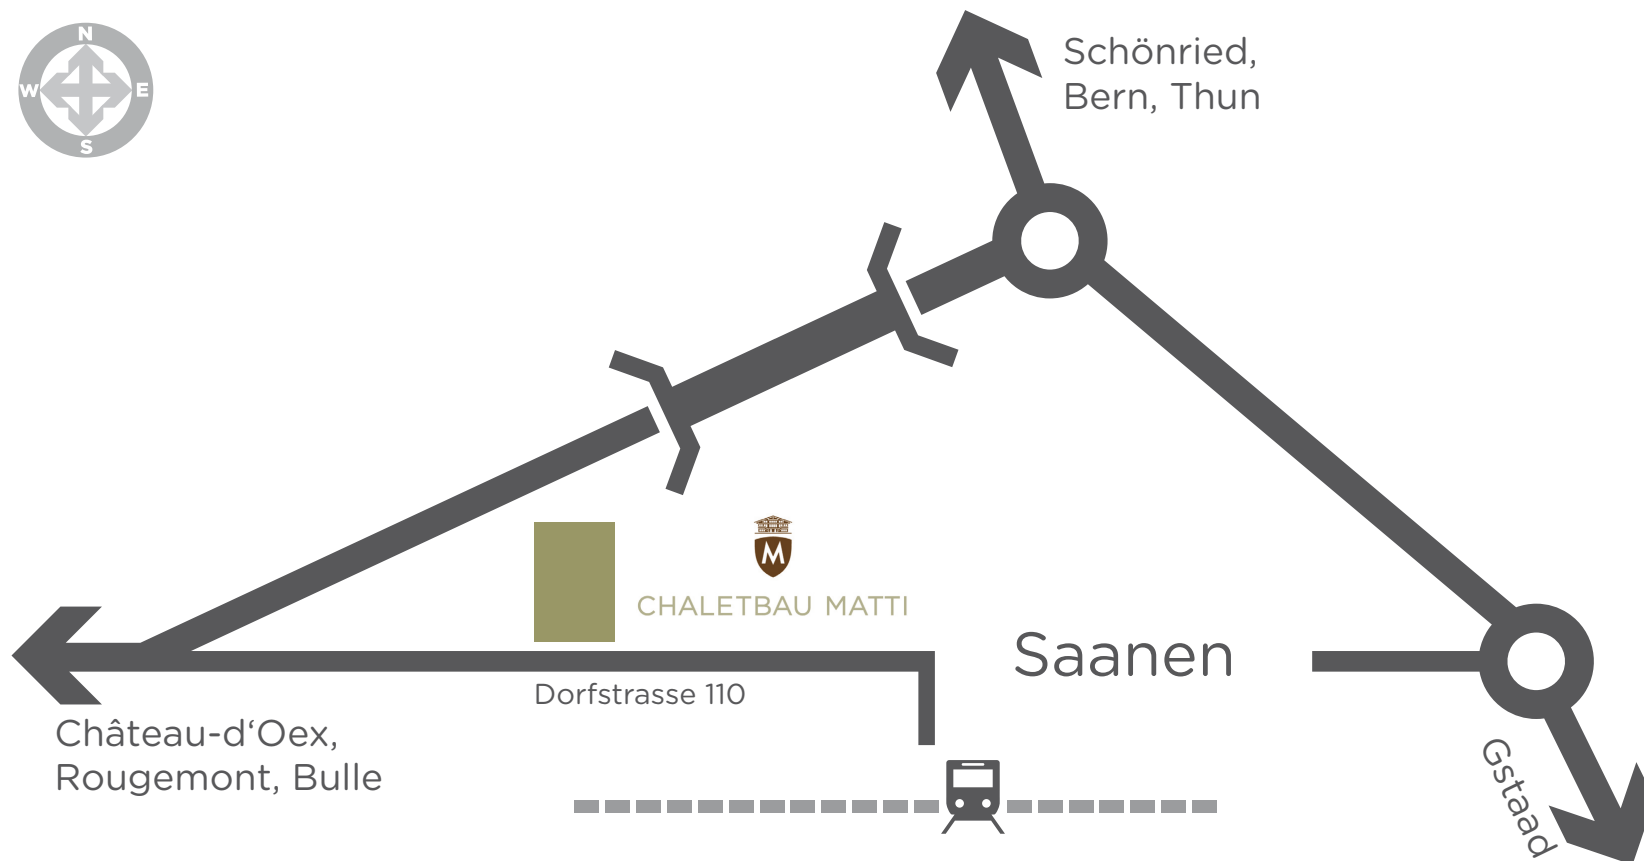 N
W E
S
Schönried,
Bern, Thun
M
CHALETBAU MATTI
Saanen
Dorfstrasse 110
Château-d‘Oex,
Rougemont, Bulle
Gstaad